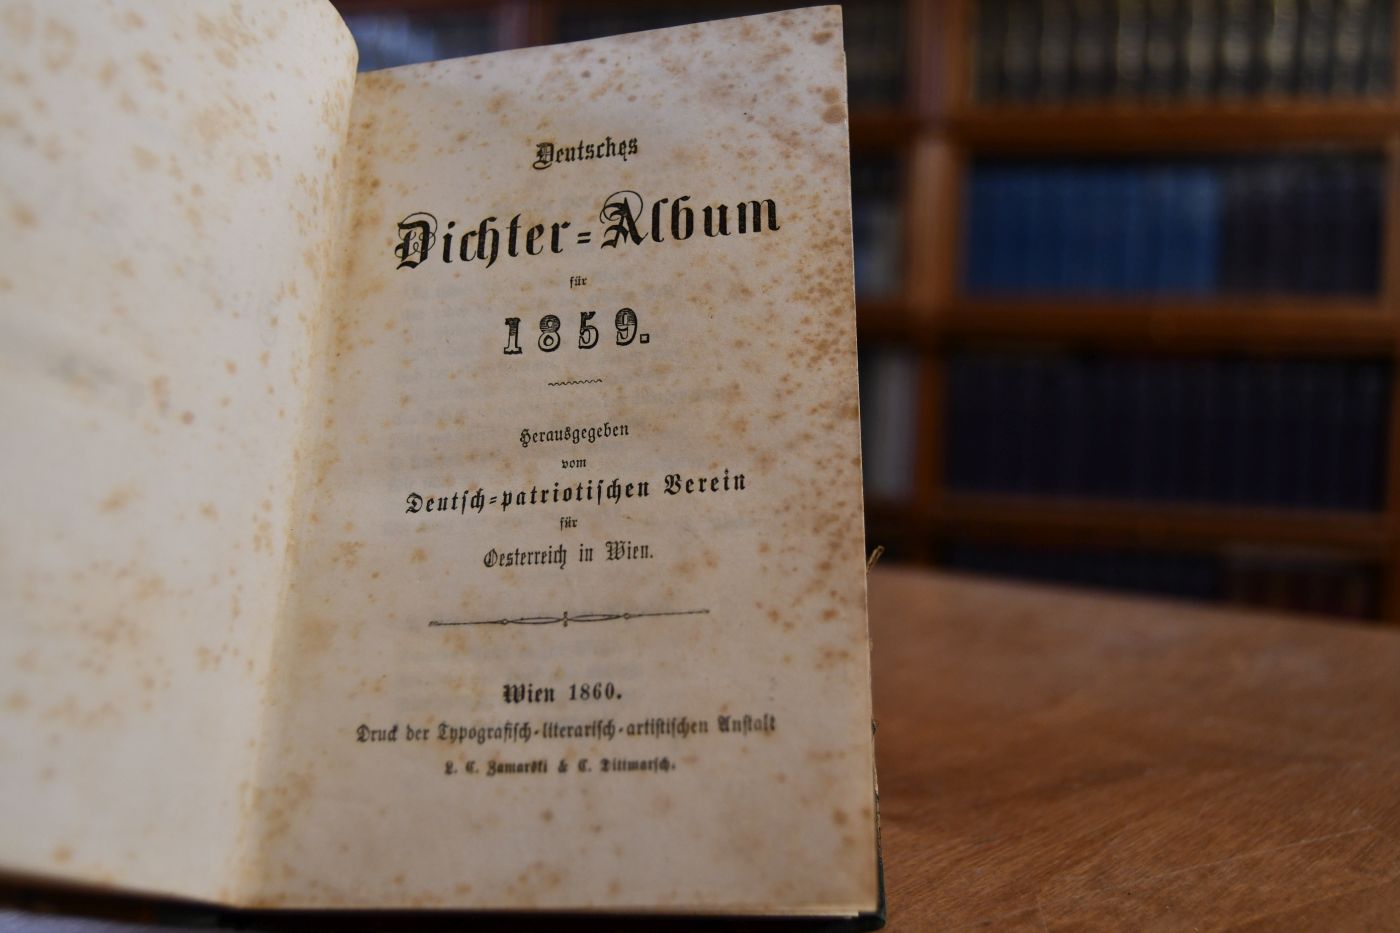 Deutsches
Dichter=Album
für
1859.
Herausgegeben
vom
Deutsch=patriotischen Verein
für
Oesterreich in Wien.
Wien 1860.
Druck der Typografisch-literarisch-artistischen Anstalt
L. C. Zamarski & C. Dittmarsch.